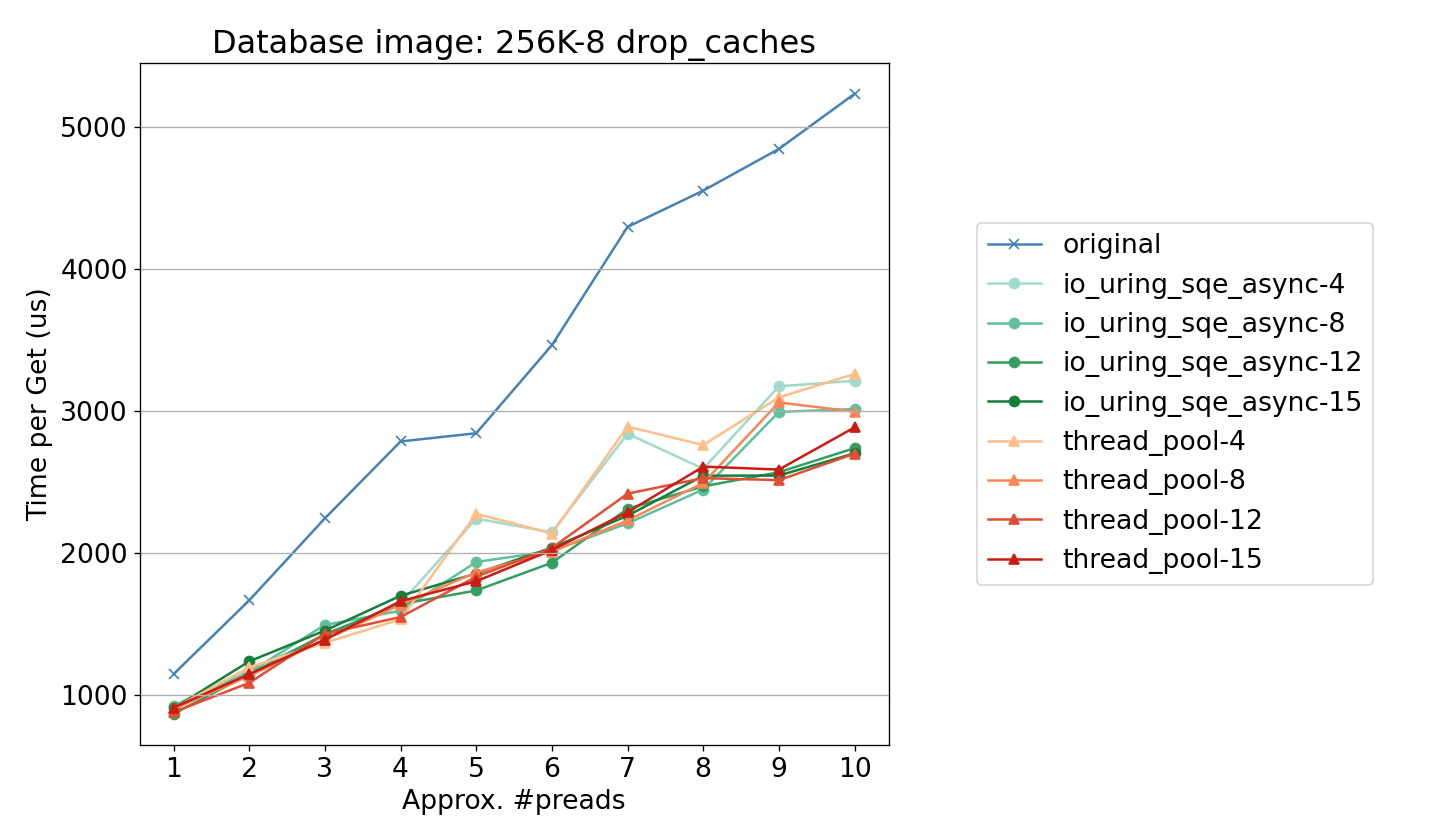 Database image: 256K-8 drop_caches
5000
4000
3000
2000
1000
Time per Get (us)
1 2 3 4 5 6 7 8 9 10
Approx. #preads
original
io_uring_sqe_async-4
io_uring_sqe_async-8
io_uring_sqe_async-12
io_uring_sqe_async-15
thread_pool-4
thread_pool-8
thread_pool-12
thread_pool-15